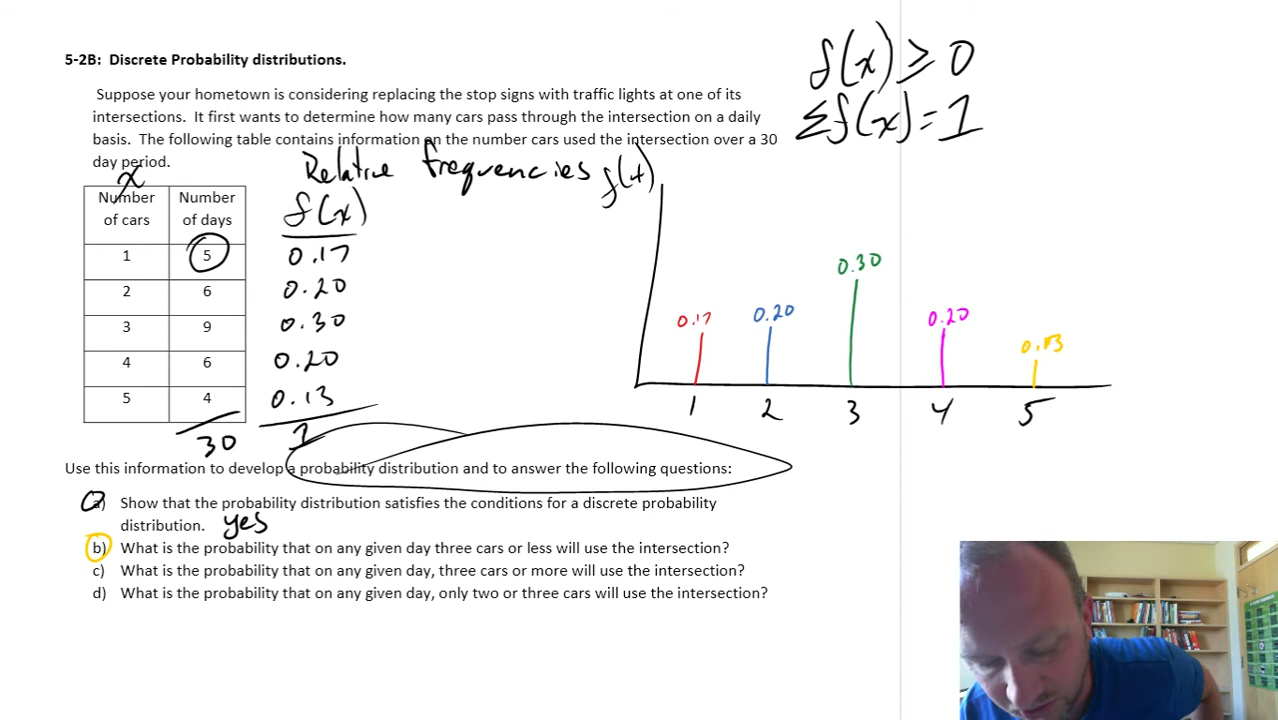 5-2B: Discrete Probability distributions.
f(x) ≥ 0
Σf(x) = 1
Suppose your hometown is considering replacing the stop signs with traffic lights at one of its
intersections. It first wants to determine how many cars pass through the intersection on a daily
basis. The following table contains information on the number cars used the intersection over a 30
day period.
Relative frequencies
x
f(x)
Number of cars Number of days
1 5 0.17
2 6 0.20
3 9 0.30
4 6 0.20
5 4 0.13
30 1
f(x)
0.17 0.20 0.30 0.20 0.13
1 2 3 4 5
Use this information to develop a probability distribution and to answer the following questions:
a) Show that the probability distribution satisfies the conditions for a discrete probability
distribution. yes
b) What is the probability that on any given day three cars or less will use the intersection?
c) What is the probability that on any given day, three cars or more will use the intersection?
d) What is the probability that on any given day, only two or three cars will use the intersection?